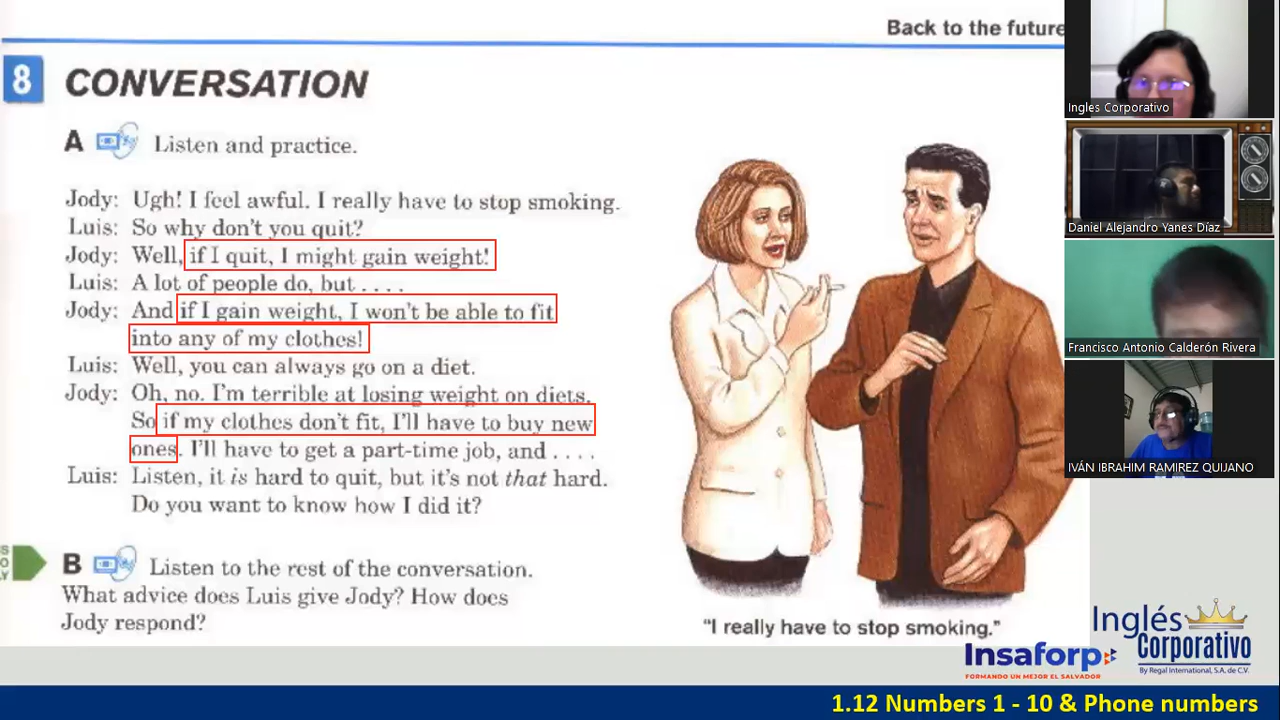 Back to the future
8 CONVERSATION
A Listen and practice.
Jody: Ugh! I feel awful. I really have to stop smoking.
Luis: So why don't you quit?
Jody: Well, if I quit, I might gain weight!
Luis: A lot of people do, but . . . .
Jody: And if I gain weight, I won't be able to fit
into any of my clothes!
Luis: Well, you can always go on a diet.
Jody: Oh, no. I'm terrible at losing weight on diets.
So if my clothes don't fit, I'll have to buy new
ones. I'll have to get a part-time job, and . . . .
Luis: Listen, it is hard to quit, but it's not that hard.
Do you want to know how I did it?
B Listen to the rest of the conversation.
What advice does Luis give Jody? How does
Jody respond?
"I really have to stop smoking."
Ingles Corporativo
Daniel Alejandro Yanes Díaz
Francisco Antonio Calderón Rivera
IVÁN IBRAHIM RAMIREZ QUIJANO
Insaforp
FORMANDO UN MEJOR EL SALVADOR
Inglés
Corporativo
By Regal International, S.A. de C.V.
1.12 Numbers 1 - 10 & Phone numbers